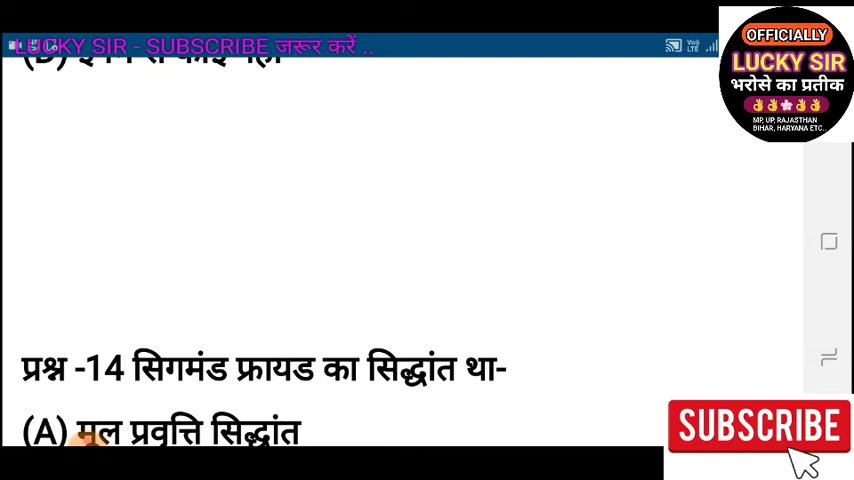 LUCKY SIR - SUBSCRIBE जरूर करें ..
OFFICIALLY
LUCKY SIR
भरोसे का प्रतीक
MP, UP, RAJASTHAN
BIHAR, HARYANA ETC..
प्रश्न -14 सिगमंड फ्रायड का सिद्धांत था-
(A) मूल प्रवृत्ति सिद्धांत
SUBSCRIBE